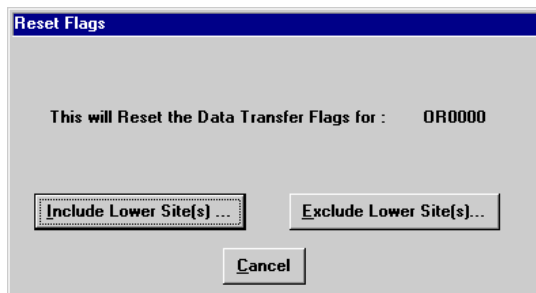 Reset Flags
This will Reset the Data Transfer Flags for : OR0000
Include Lower Site(s) ... Exclude Lower Site(s)...
Cancel